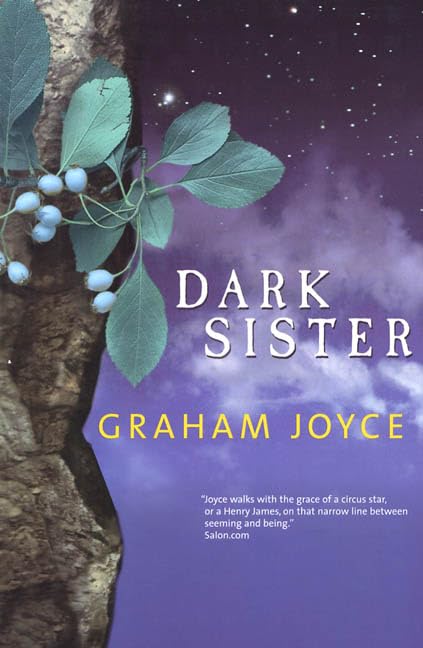 DARK
SISTER
GRAHAM JOYCE
“Joyce walks with the grace of a circus star,
or a Henry James, on that narrow line between
seeming and being.”
Salon.com